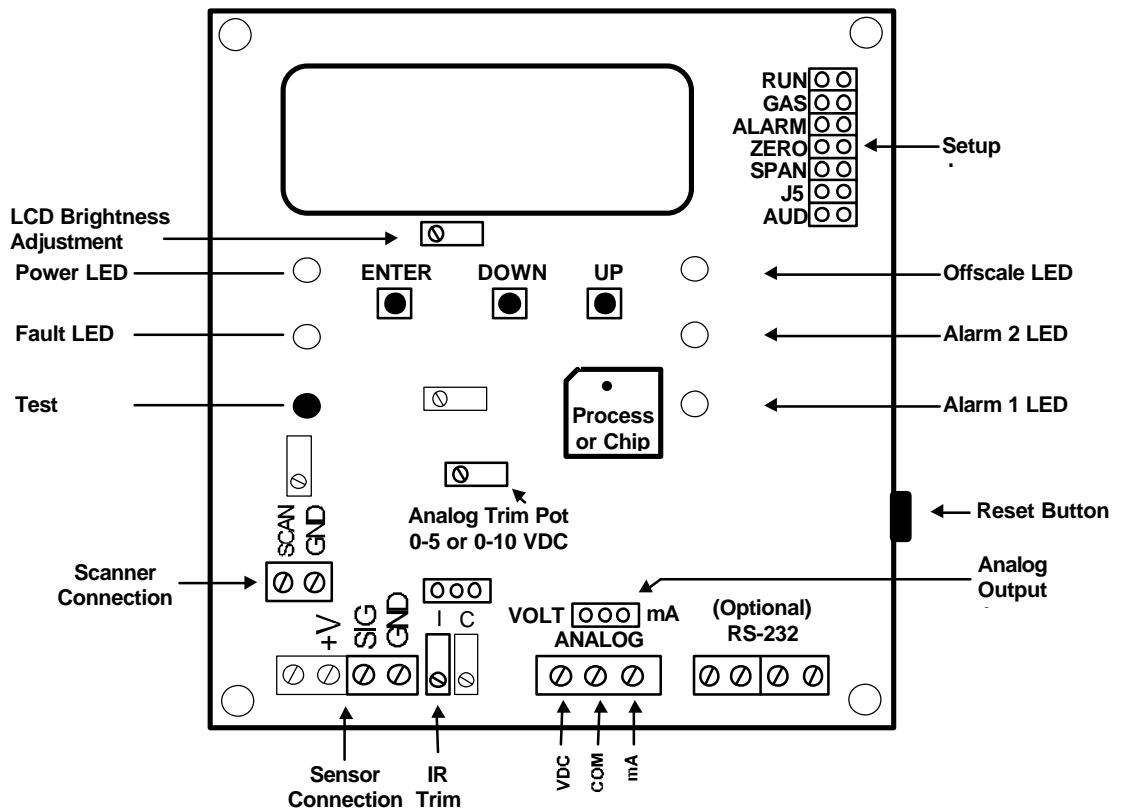 RUN
GAS
ALARM
ZERO
SPAN
J5
AUD
Setup
LCD Brightness
Adjustment
Power LED
ENTER
DOWN
UP
Offscale LED
Fault LED
Alarm 2 LED
Test
Process
or Chip
Alarm 1 LED
Analog Trim Pot
0-5 or 0-10 VDC
Reset Button
SCAN
GND
Scanner
Connection
Analog
Output
+V
SIG
GND
I
C
VOLT
mA
ANALOG
(Optional)
RS-232
Sensor
Connection
IR
Trim
VDC
COM
mA